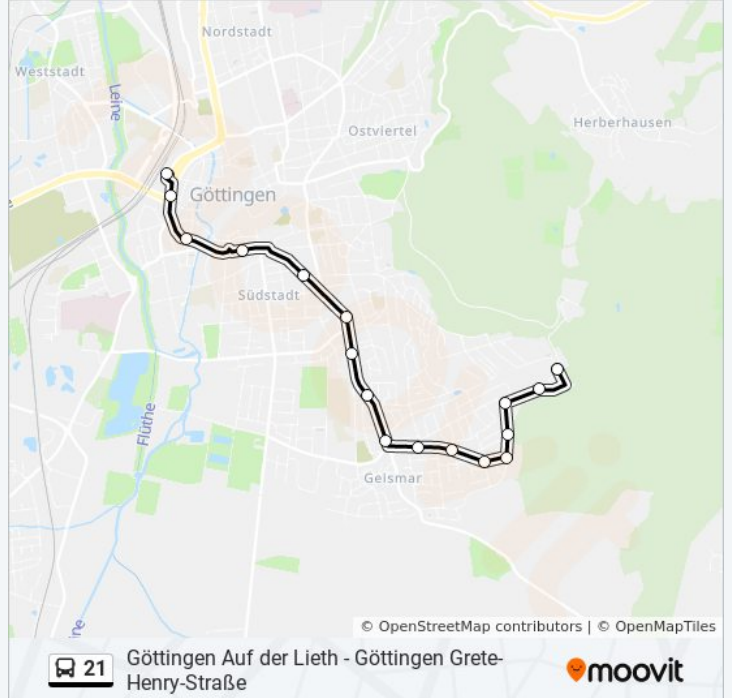 Nordstadt
Weststadt
Leine
Ostviertel
Herberhausen
Göttingen
Südstadt
Flüthe
Geismar
ine
© OpenStreetMap contributors | © OpenMapTiles
21
Göttingen Auf der Lieth - Göttingen Grete-
Henry-Straße
moovit